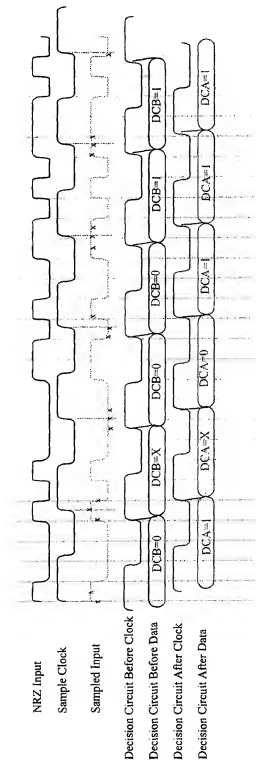 NRZ Input
Sample Clock
Sampled Input
Decision Circuit Before Clock
Decision Circuit Before Data
DCB=0 DCB=X DCB=0 DCB=0 DCB=1 DCB=1
Decision Circuit After Clock
Decision Circuit After Data
DCA=1 DCA=X DCA=0 DCA=1 DCA=1 DCA=1